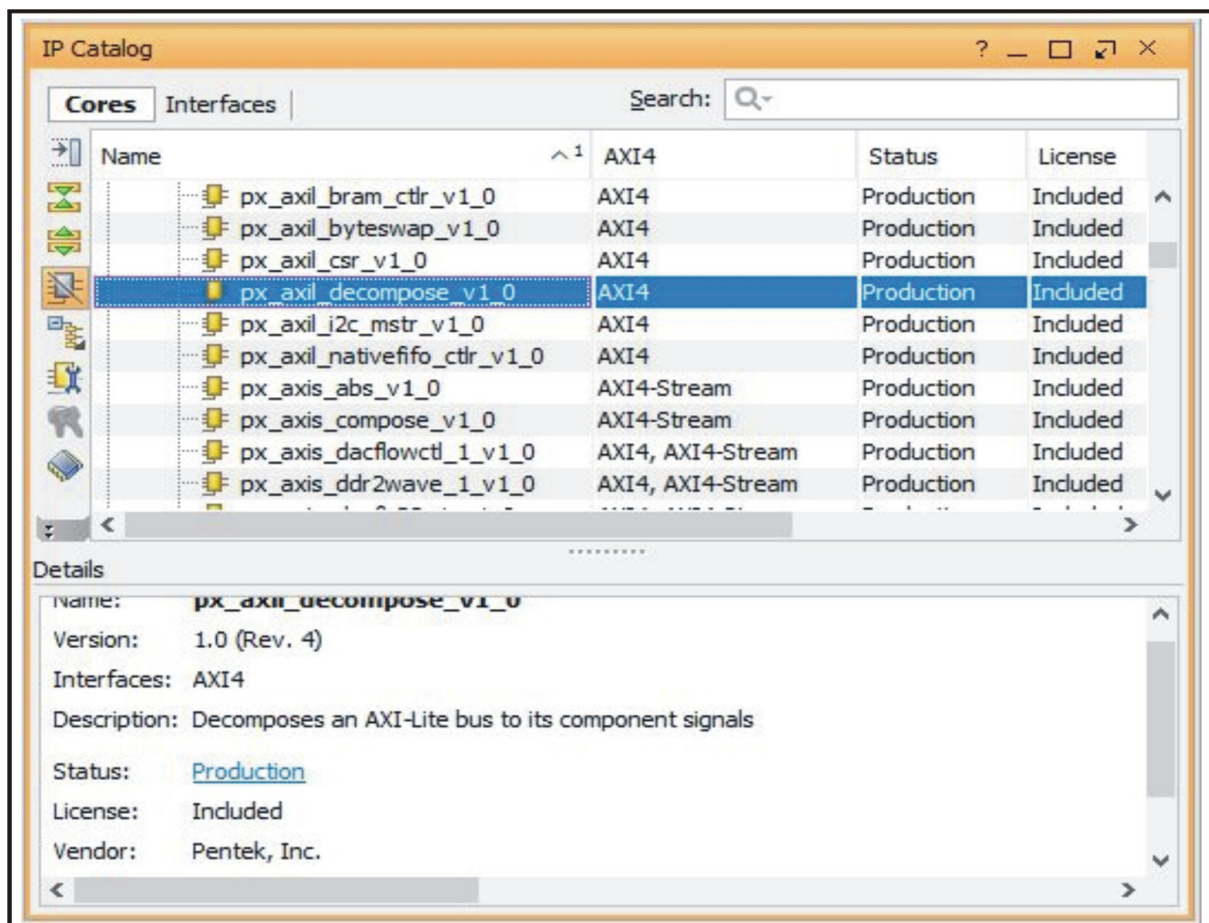 IP Catalog ?
Cores Interfaces Search:
Name 1 AXI4 Status License
px_axil_bram_ctlr_v1_0 AXI4 Production Included
px_axil_byteswap_v1_0 AXI4 Production Included
px_axil_csr_v1_0 AXI4 Production Included
px_axil_decompose_v1_0 AXI4 Production Included
px_axil_i2c_mstr_v1_0 AXI4 Production Included
px_axil_nativefifo_ctlr_v1_0 AXI4 Production Included
px_axis_abs_v1_0 AXI4-Stream Production Included
px_axis_compose_v1_0 AXI4-Stream Production Included
px_axis_dacflowctl_1_v1_0 AXI4, AXI4-Stream Production Included
px_axis_ddr2wave_1_v1_0 AXI4, AXI4-Stream Production Included
Details
Name: px_axil_decompose_v1_0
Version: 1.0 (Rev. 4)
Interfaces: AXI4
Description: Decomposes an AXI-Lite bus to its component signals
Status: Production
License: Included
Vendor: Pentek, Inc.